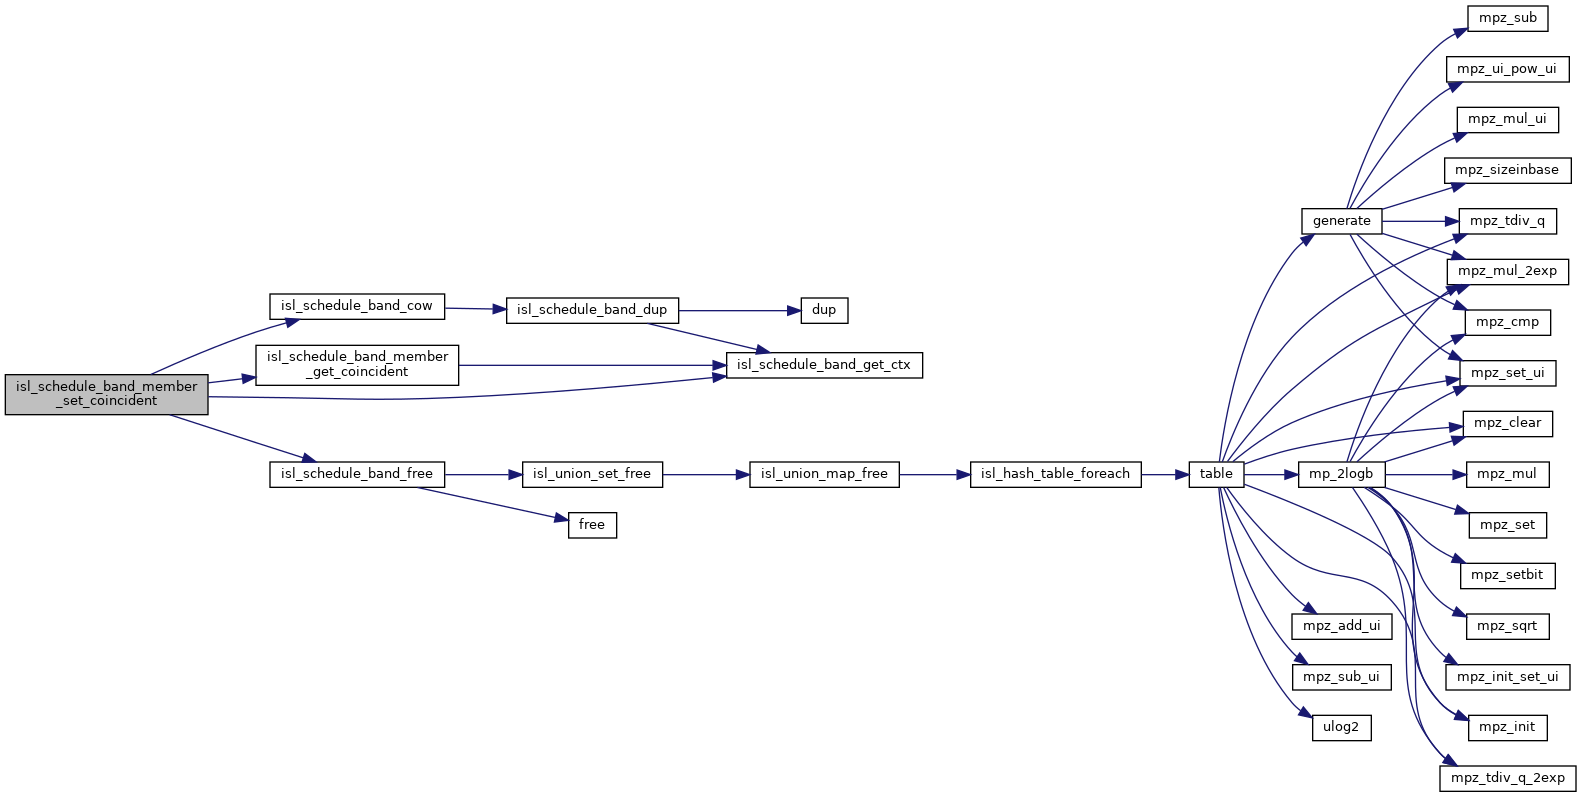 isl_schedule_band_member
_set_coincident
isl_schedule_band_cow
isl_schedule_band_member
_get_coincident
isl_schedule_band_free
isl_schedule_band_dup
dup
isl_schedule_band_get_ctx
isl_union_set_free
free
isl_union_map_free
isl_hash_table_foreach
table
generate
mp_2logb
mpz_add_ui
mpz_sub_ui
ulog2
mpz_sub
mpz_ui_pow_ui
mpz_mul_ui
mpz_sizeinbase
mpz_tdiv_q
mpz_mul_2exp
mpz_cmp
mpz_set_ui
mpz_clear
mpz_mul
mpz_set
mpz_setbit
mpz_sqrt
mpz_init_set_ui
mpz_init
mpz_tdiv_q_2exp